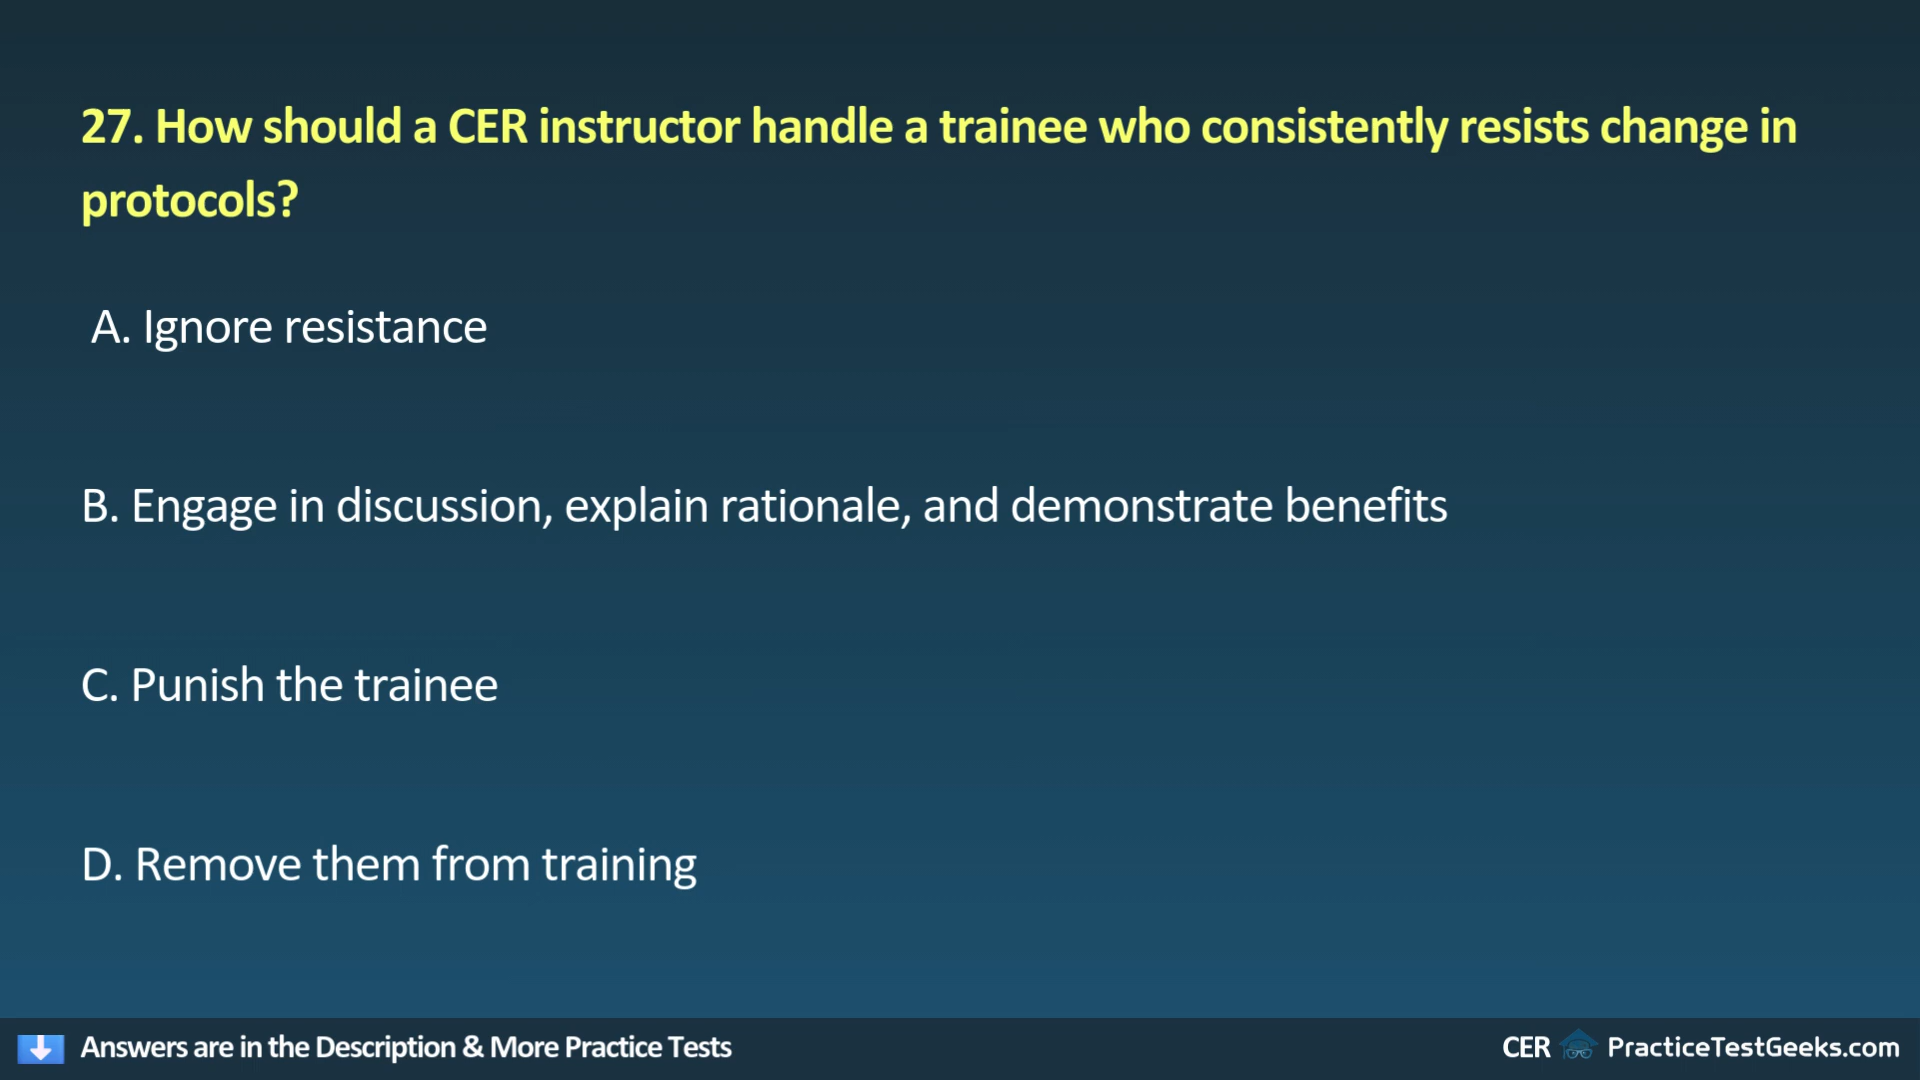 27. How should a CER instructor handle a trainee who consistently resists change in
protocols?
A. Ignore resistance
B. Engage in discussion, explain rationale, and demonstrate benefits
C. Punish the trainee
D. Remove them from training
Answers are in the Description & More Practice Tests
CER PracticeTestGeeks.com